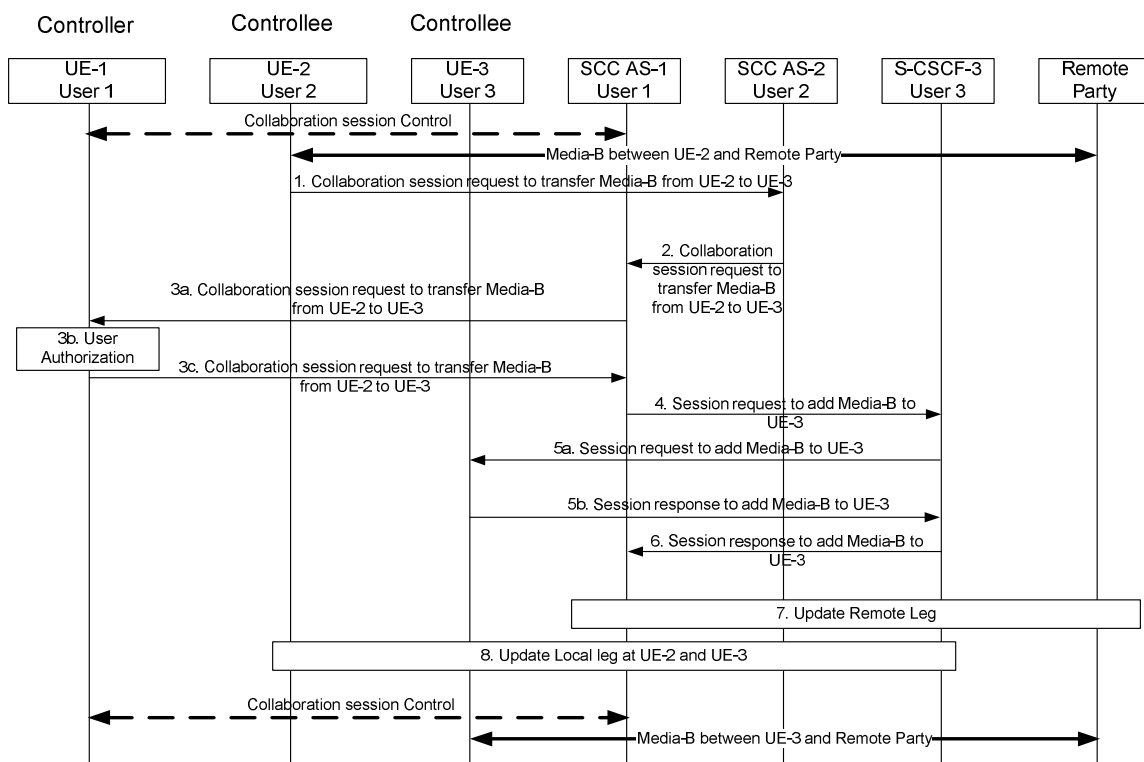 Controller
Controllee
Controllee
UE-1
User 1
UE-2
User 2
UE-3
User 3
SCC AS-1
User 1
SCC AS-2
User 2
S-CSCF-3
User 3
Remote
Party
Collaboration session Control
Media-B between UE-2 and Remote Party
1. Collaboration session request to transfer Media-B from UE-2 to UE-3
2. Collaboration
session request to
transfer Media-B
from UE-2 to UE-3
3a. Collaboration session request to transfer Media-B
from UE-2 to UE-3
3b. User
Authorization
3c. Collaboration session request to transfer Media-B
from UE-2 to UE-3
4. Session request to add Media-B to
UE-3
5a. Session request to add Media-B to UE-3
5b. Session response to add Media-B to UE-3
6. Session response to add Media-B to
UE-3
7. Update Remote Leg
8. Update Local leg at UE-2 and UE-3
Collaboration session Control
Media-B between UE-3 and Remote Party